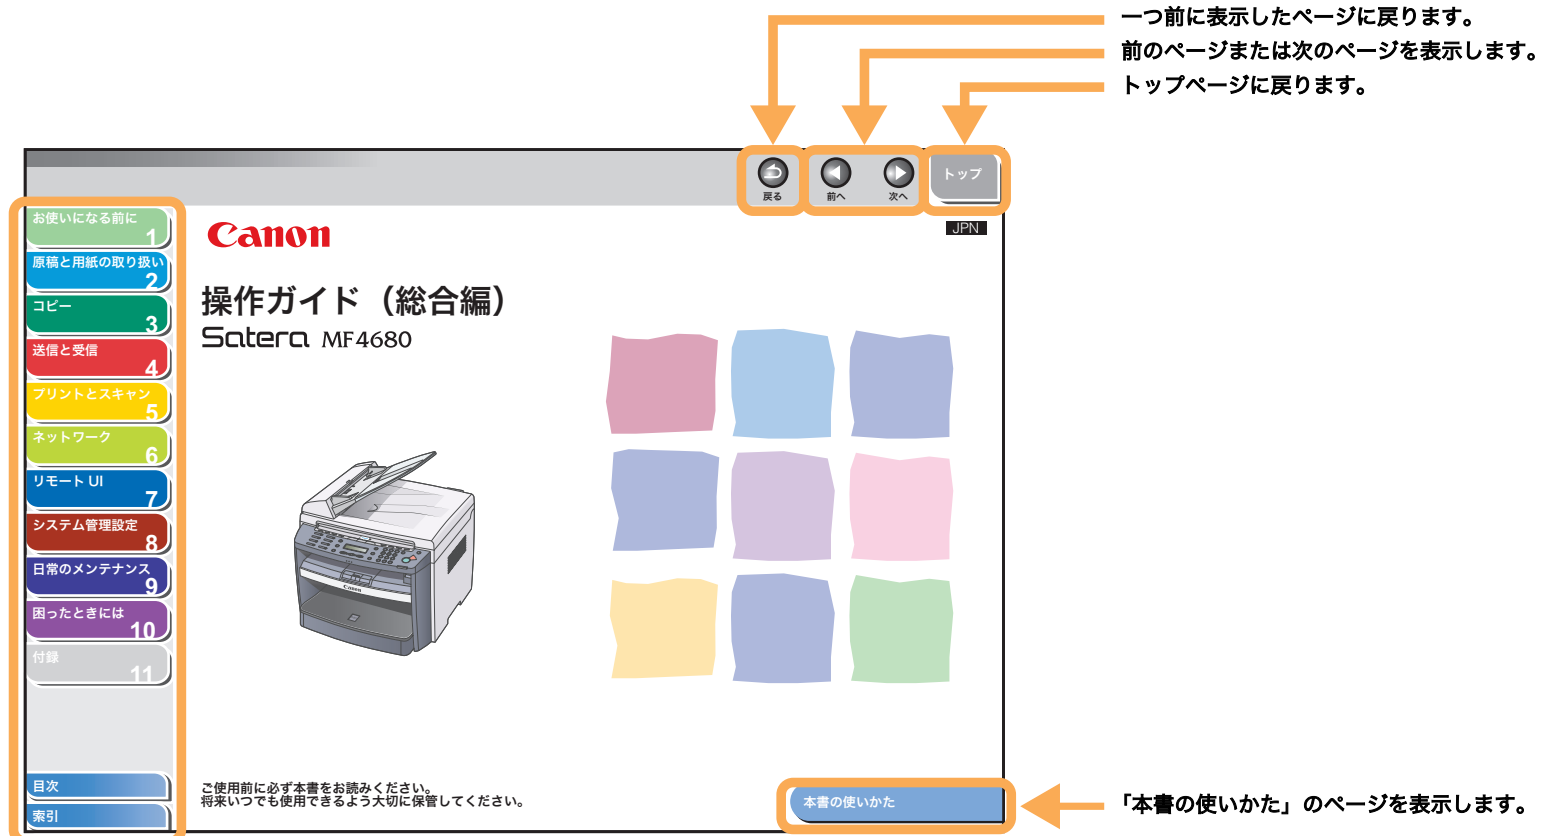 一つ前に表示したページに戻ります。
前のページまたは次のページを表示します。
トップページに戻ります。
戻る
前へ
次へ
トップ
お使いになる前に
1
原稿と用紙の取り扱い
2
コピー
3
送信と受信
4
プリントとスキャン
5
ネットワーク
6
リモート UI
7
システム管理設定
8
日常のメンテナンス
9
困ったときには
10
付録
11
目次
索引
Canon
JPN
操作ガイド（総合編）
Satera MF4680
Canon
ご使用前に必ず本書をお読みください。
将来いつでも使用できるよう大切に保管してください。
本書の使いかた
「本書の使いかた」のページを表示します。